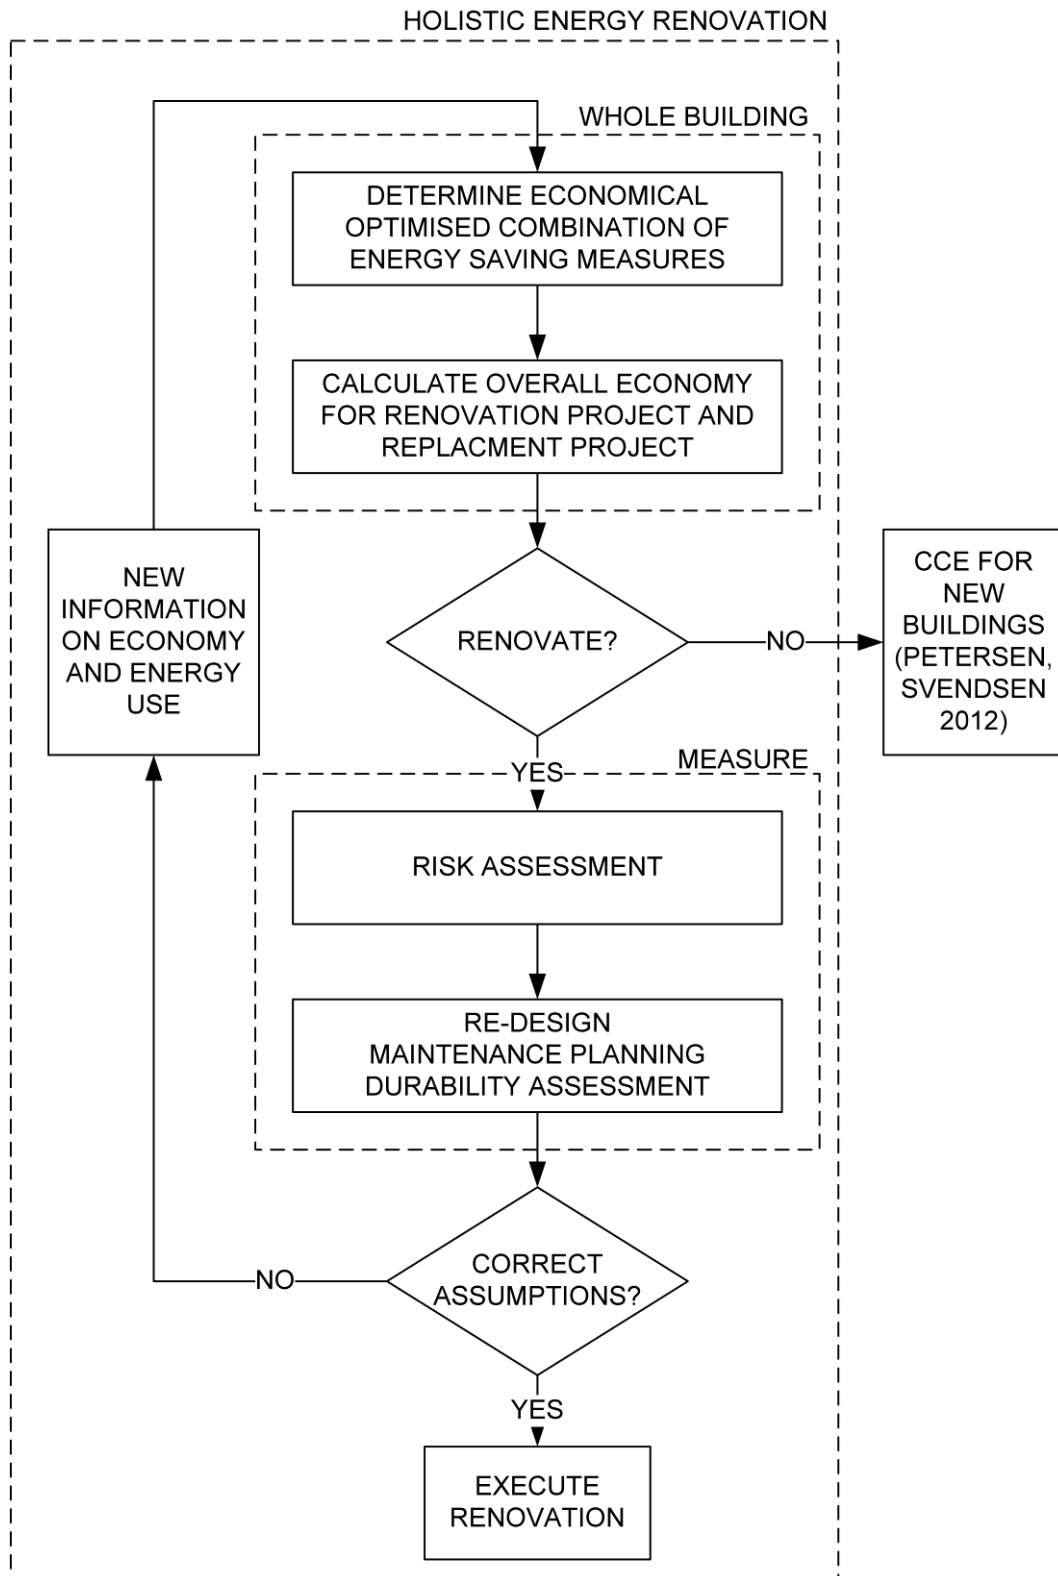 HOLISTIC ENERGY RENOVATION
WHOLE BUILDING
DETERMINE ECONOMICAL
OPTIMISED COMBINATION OF
ENERGY SAVING MEASURES
CALCULATE OVERALL ECONOMY
FOR RENOVATION PROJECT AND
REPLACMENT PROJECT
NEW
INFORMATION
ON ECONOMY
AND ENERGY
USE
RENOVATE?
NO
CCE FOR
NEW
BUILDINGS
(PETERSEN,
SVENDSEN
2012)
YES
MEASURE
RISK ASSESSMENT
RE-DESIGN
MAINTENANCE PLANNING
DURABILITY ASSESSMENT
CORRECT
ASSUMPTIONS?
NO
YES
EXECUTE
RENOVATION